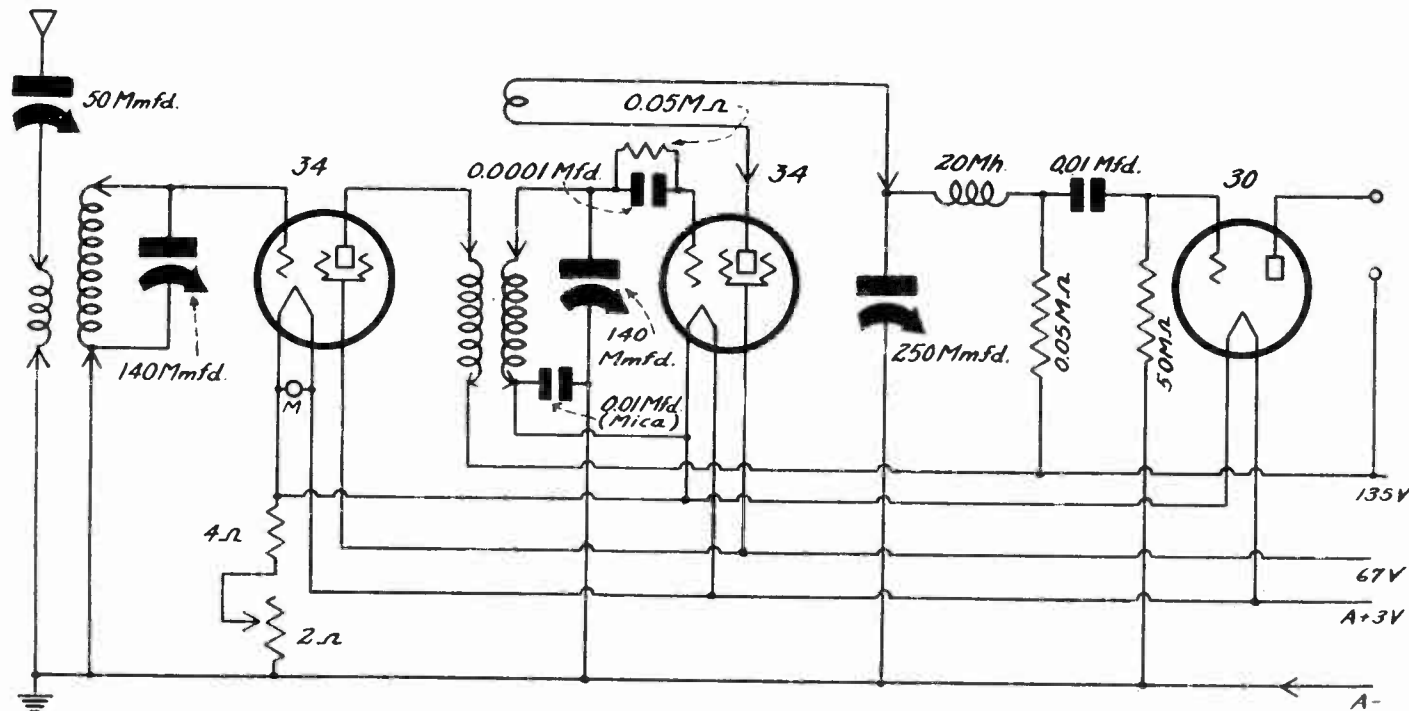 50 Mmfd.
34
140 Mmfd.
M
4Ω
2Ω
0.05MΩ
0.0001 Mfd.
34
140
Mmfd.
0.01 Mfd.
(Mica)
20Mh.
0.01 Mfd.
30
250 Mmfd.
0.05MΩ
50MΩ
135V
67V
A+3V
A-